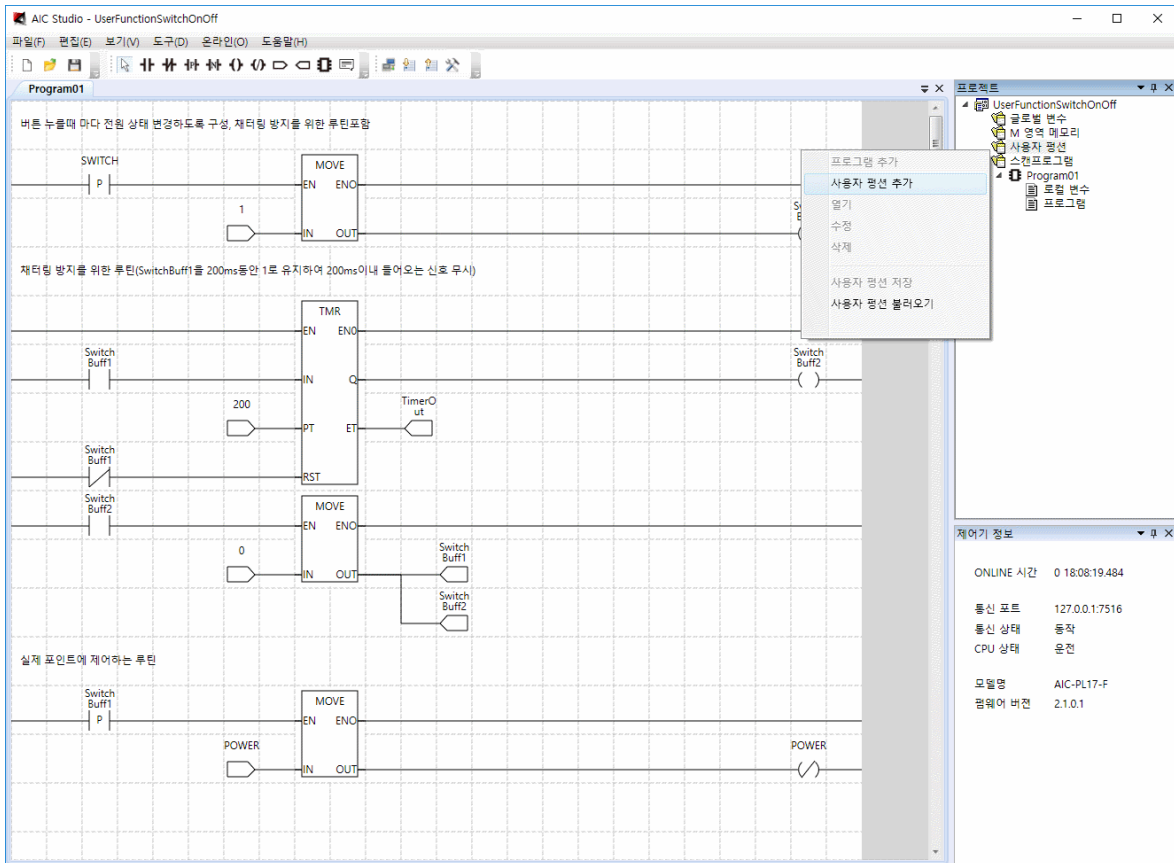 AIC Studio - UserFunctionSwitchOnOff
파일(F) 편집(E) 보기(V) 도구(D) 온라인(O) 도움말(H)
Program01
버튼 누를때 마다 전원 상태 변경하도록 구성, 채터링 방지를 위한 루틴포함
SWITCH
P
MOVE
EN ENO
1
IN OUT
채터링 방지를 위한 루틴(SwitchBuff1을 200ms동안 1로 유지하여 200ms이내 들어오는 신호 무시)
TMR
EN ENO
Switch
Buff1
IN Q
Switch
Buff2
200
PT ET
TimerO
ut
Switch
Buff1
RST
Switch
Buff2
MOVE
EN ENO
0
IN OUT
Switch
Buff1
Switch
Buff2
실제 포인트에 제어하는 루틴
Switch
Buff1
P
MOVE
EN ENO
POWER
IN OUT
POWER
프로그램 추가
사용자 펑션 추가
열기
수정
삭제
사용자 펑션 저장
사용자 펑션 불러오기
프로젝트
UserFunctionSwitchOnOff
글로벌 변수
M 영역 메모리
사용자 펑션
스캔프로그램
Program01
로컬 변수
프로그램
제어기 정보
ONLINE 시간 0 18:08:19.484
통신 포트 127.0.0.1:7516
통신 상태 동작
CPU 상태 운전
모델명 AIC-PL17-F
펌웨어 버젼 2.1.0.1